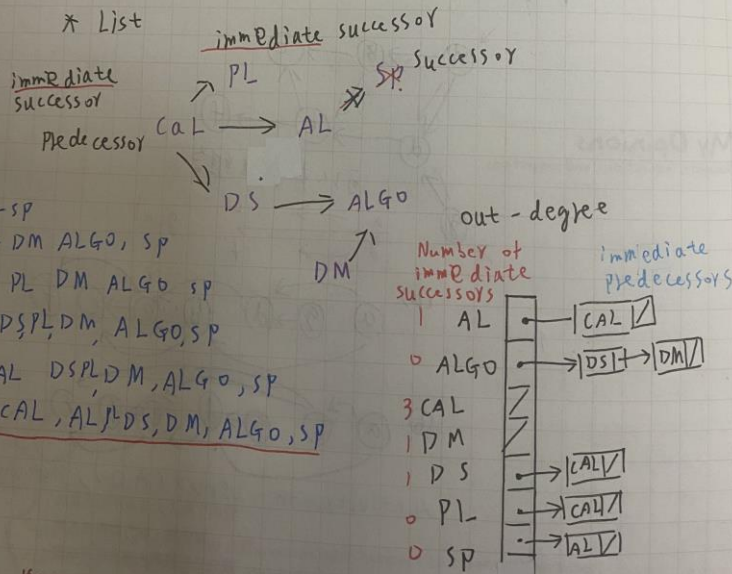 * List
immediate successor
immediate
successor
PL
SP
successor
Predecessor
CaL
AL
DS
ALGO
DM
SP
DM ALGO, SP
PL DM ALGO SP
DS, PL, DM, ALGO, SP
AL DS PL, DM, ALGO, SP
CAL, AL, PL DS, DM, ALGO, SP
out-degree
Number of
immediate
successors
immediate
predecessors
1 AL CAL
0 ALGO DS DM
3 CAL
1 DM
1 DS CAL
0 PL CAL
0 SP AL